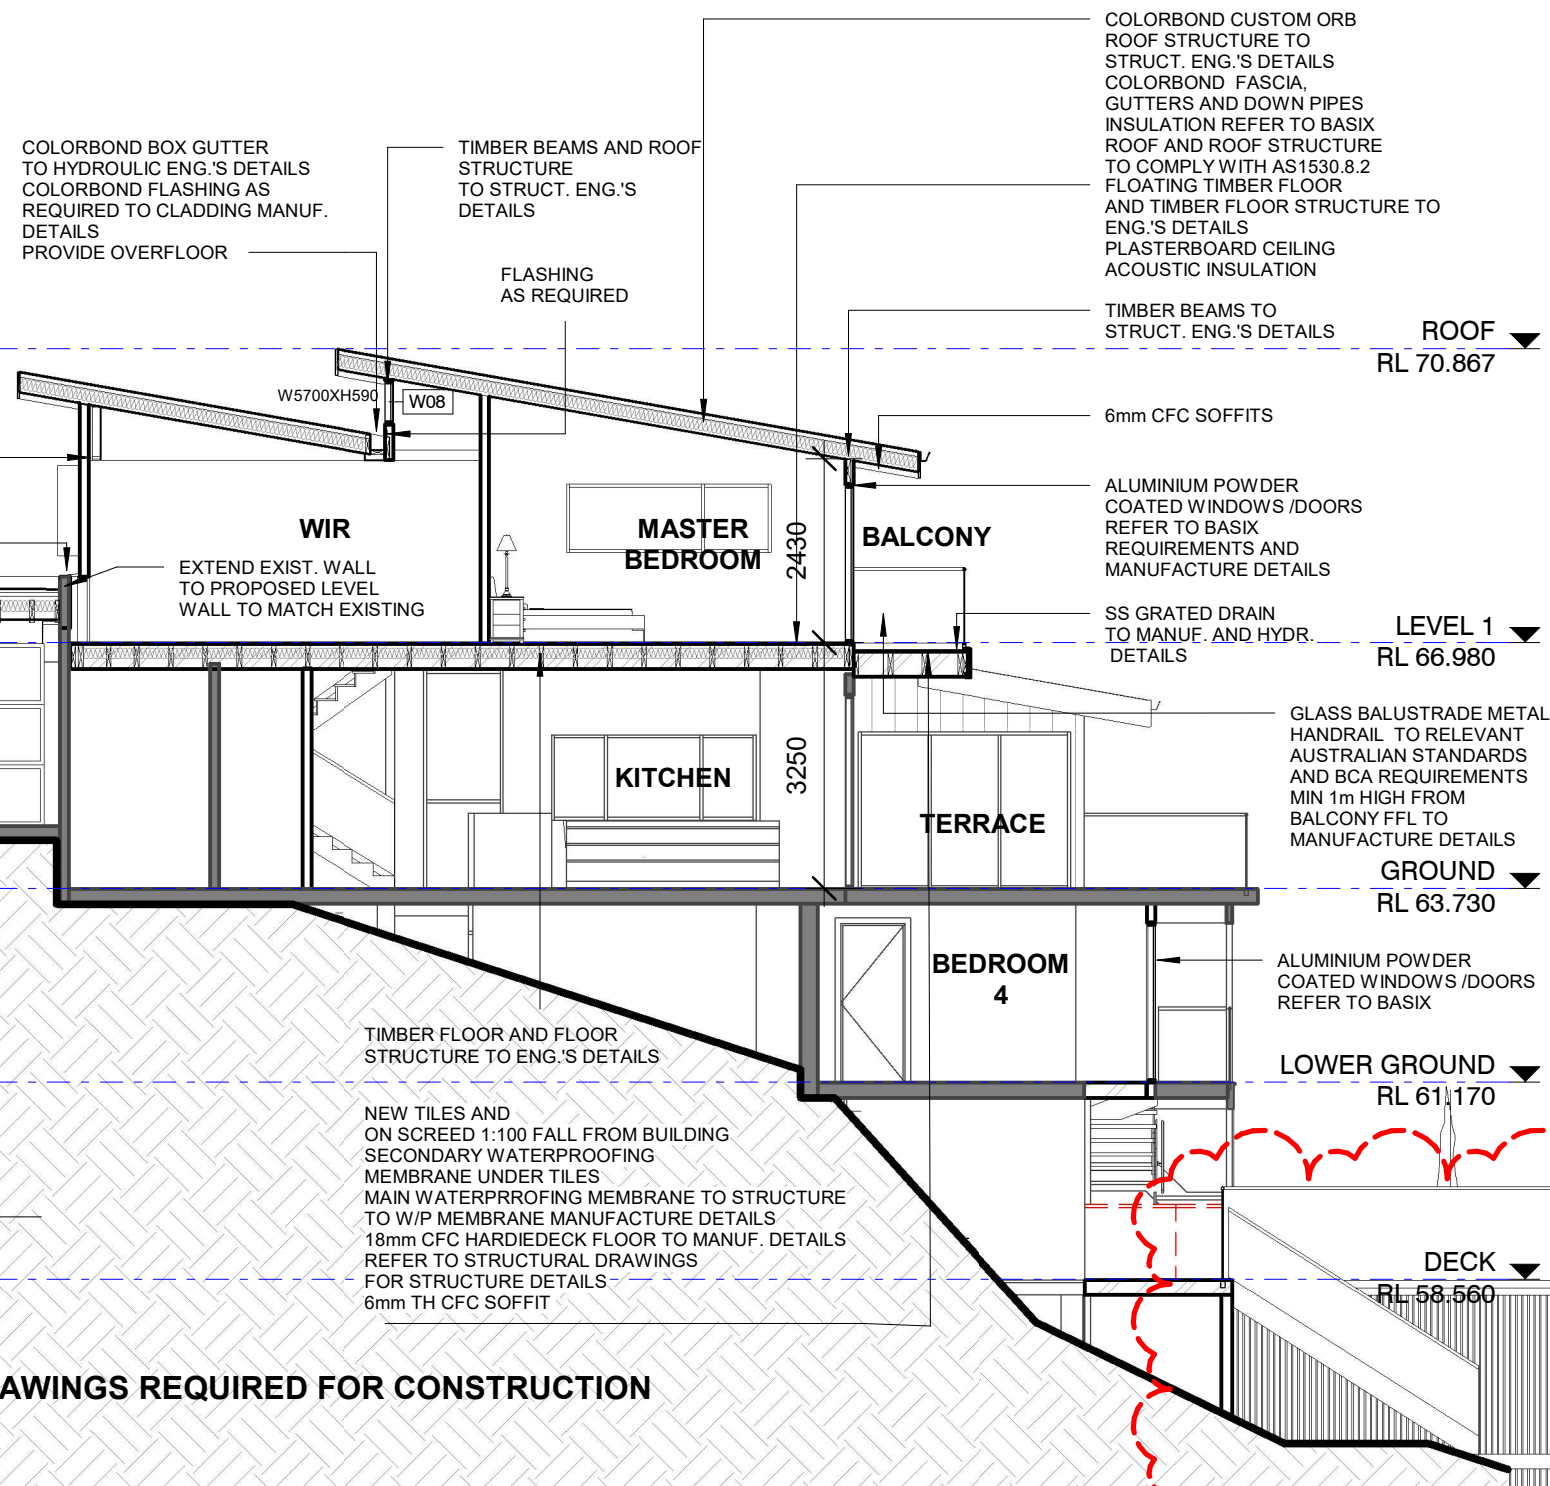 COLORBOND CUSTOM ORB
ROOF STRUCTURE TO
STRUCT. ENG.'S DETAILS
COLORBOND FASCIA,
GUTTERS AND DOWN PIPES
INSULATION REFER TO BASIX
ROOF AND ROOF STRUCTURE
TO COMPLY WITH AS1530.8.2
FLOATING TIMBER FLOOR
AND TIMBER FLOOR STRUCTURE TO
ENG.'S DETAILS
PLASTERBOARD CEILING
ACOUSTIC INSULATION
COLORBOND BOX GUTTER
TO HYDROULIC ENG.'S DETAILS
COLORBOND FLASHING AS
REQUIRED TO CLADDING MANUF.
DETAILS
PROVIDE OVERFLOOR
TIMBER BEAMS AND ROOF
STRUCTURE
TO STRUCT. ENG.'S
DETAILS
FLASHING
AS REQUIRED
TIMBER BEAMS TO
STRUCT. ENG.'S DETAILS
ROOF
RL 70.867
W5700XH590
W08
6mm CFC SOFFITS
ALUMINIUM POWDER
COATED WINDOWS /DOORS
REFER TO BASIX
REQUIREMENTS AND
MANUFACTURE DETAILS
WIR
MASTER
BEDROOM
2430
BALCONY
EXTEND EXIST. WALL
TO PROPOSED LEVEL
WALL TO MATCH EXISTING
SS GRATED DRAIN
TO MANUF. AND HYDR.
DETAILS
LEVEL 1
RL 66.980
GLASS BALUSTRADE METAL
HANDRAIL TO RELEVANT
AUSTRALIAN STANDARDS
AND BCA REQUIREMENTS
MIN 1m HIGH FROM
BALCONY FFL TO
MANUFACTURE DETAILS
KITCHEN
3250
TERRACE
GROUND
RL 63.730
BEDROOM
4
ALUMINIUM POWDER
COATED WINDOWS /DOORS
REFER TO BASIX
TIMBER FLOOR AND FLOOR
STRUCTURE TO ENG.'S DETAILS
LOWER GROUND
RL 61.170
NEW TILES AND
ON SCREED 1:100 FALL FROM BUILDING
SECONDARY WATERPROOFING
MEMBRANE UNDER TILES
MAIN WATERPRROFING MEMBRANE TO STRUCTURE
TO W/P MEMBRANE MANUFACTURE DETAILS
18mm CFC HARDIEDECK FLOOR TO MANUF. DETAILS
REFER TO STRUCTURAL DRAWINGS
FOR STRUCTURE DETAILS
6mm TH CFC SOFFIT
DECK
RL 58.560
AWINGS REQUIRED FOR CONSTRUCTION